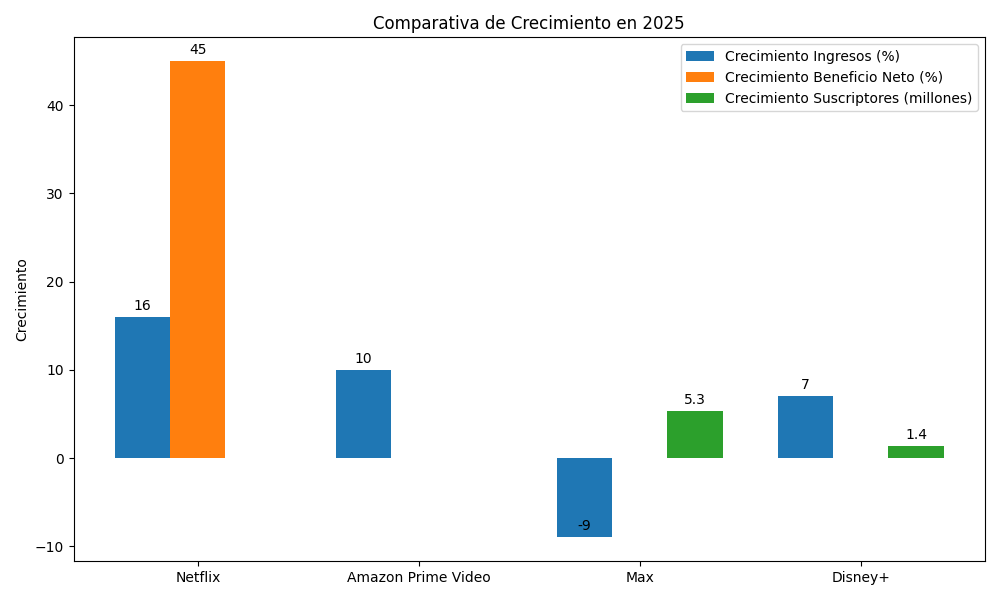 Comparativa de Crecimiento en 2025
Crecimiento Ingresos (%)
Crecimiento Beneficio Neto (%)
Crecimiento Suscriptores (millones)
Crecimiento
40
30
20
10
0
−10
16
45
10
-9
5.3
7
1.4
Netflix
Amazon Prime Video
Max
Disney+